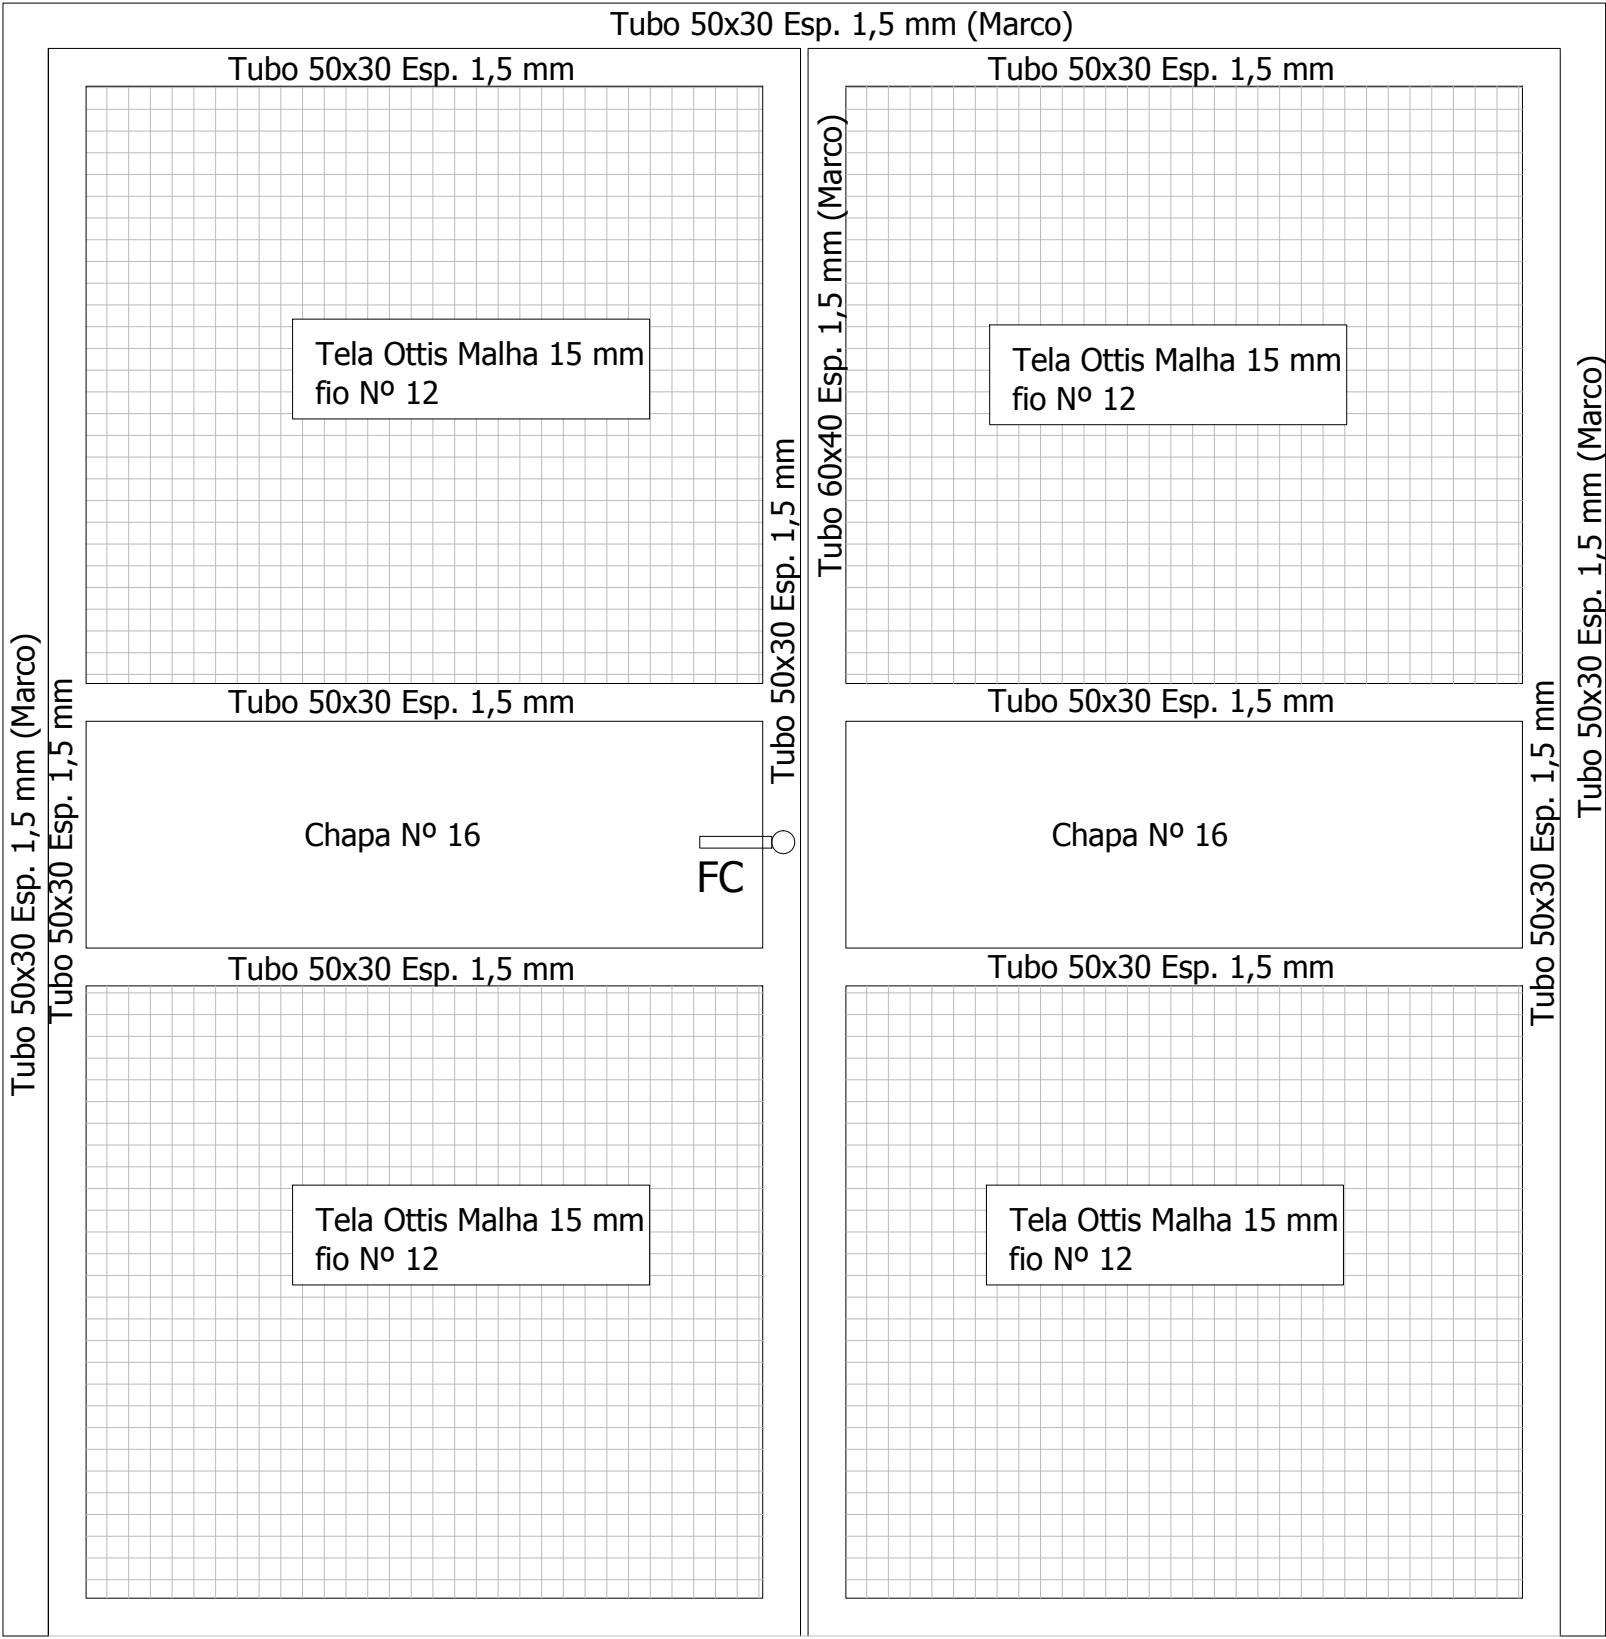 Tubo 50x30 Esp. 1,5 mm (Marco)
Tubo 50x30 Esp. 1,5 mm
Tubo 50x30 Esp. 1,5 mm
Tubo 60x40 Esp. 1,5 mm (Marco)
Tela Ottis Malha 15 mm
fio Nº 12
Tela Ottis Malha 15 mm
fio Nº 12
Tubo 50x30 Esp. 1,5 mm (Marco)
Tubo 50x30 Esp. 1,5 mm
Tubo 50x30 Esp. 1,5 mm (Marco)
Tubo 50x30 Esp. 1,5 mm
Tubo 50x30 Esp. 1,5 mm
Tubo 50x30 Esp. 1,5 mm
Tubo 50x30 Esp. 1,5 mm
Chapa Nº 16
FC
Chapa Nº 16
Tubo 50x30 Esp. 1,5 mm
Tubo 50x30 Esp. 1,5 mm
Tela Ottis Malha 15 mm
fio Nº 12
Tela Ottis Malha 15 mm
fio Nº 12